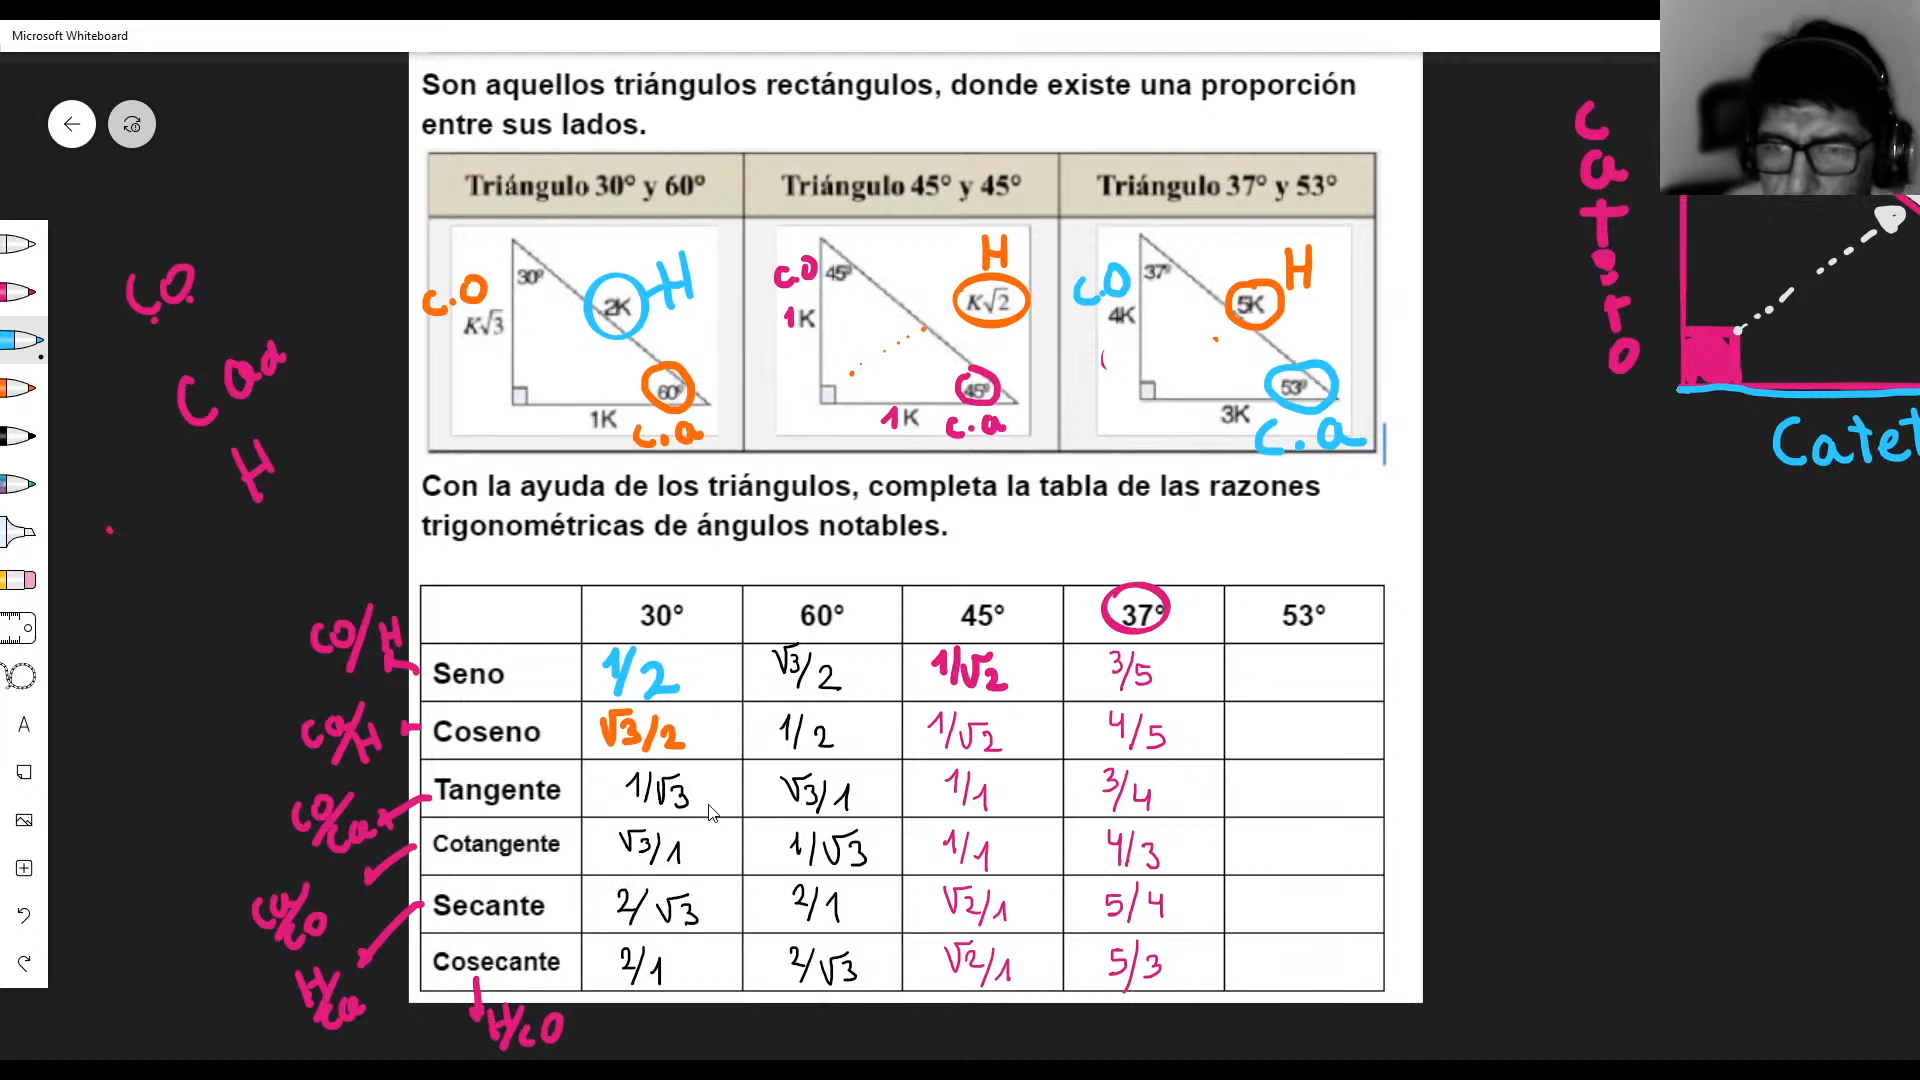 Microsoft Whiteboard
Son aquellos triángulos rectángulos, donde existe una proporción
entre sus lados.
Triángulo 30° y 60° Triángulo 45° y 45° Triángulo 37° y 53°
30° 2K H C.O K√3 60° 1K C.a
C.O 45° H K√2 1K 45° 1K C.a
C.O 37° H 5K 4K 53° 3K C.a
C.O.
C ad
H
Cateto
Catet
Con la ayuda de los triángulos, completa la tabla de las razones
trigonométricas de ángulos notables.
30° 60° 45° 37° 53°
CO/H Seno 1/2 √3/2 1/√2 3/5
Coseno √3/2 1/2 1/√2 4/5
CO/Ca Tangente 1/√3 √3/1 1/1 3/4
Cotangente √3/1 1/√3 1/1 4/3
Ca/CO Secante 2/√3 2/1 √2/1 5/4
H/Ca Cosecante 2/1 2/√3 √2/1 5/3
H/CO
A